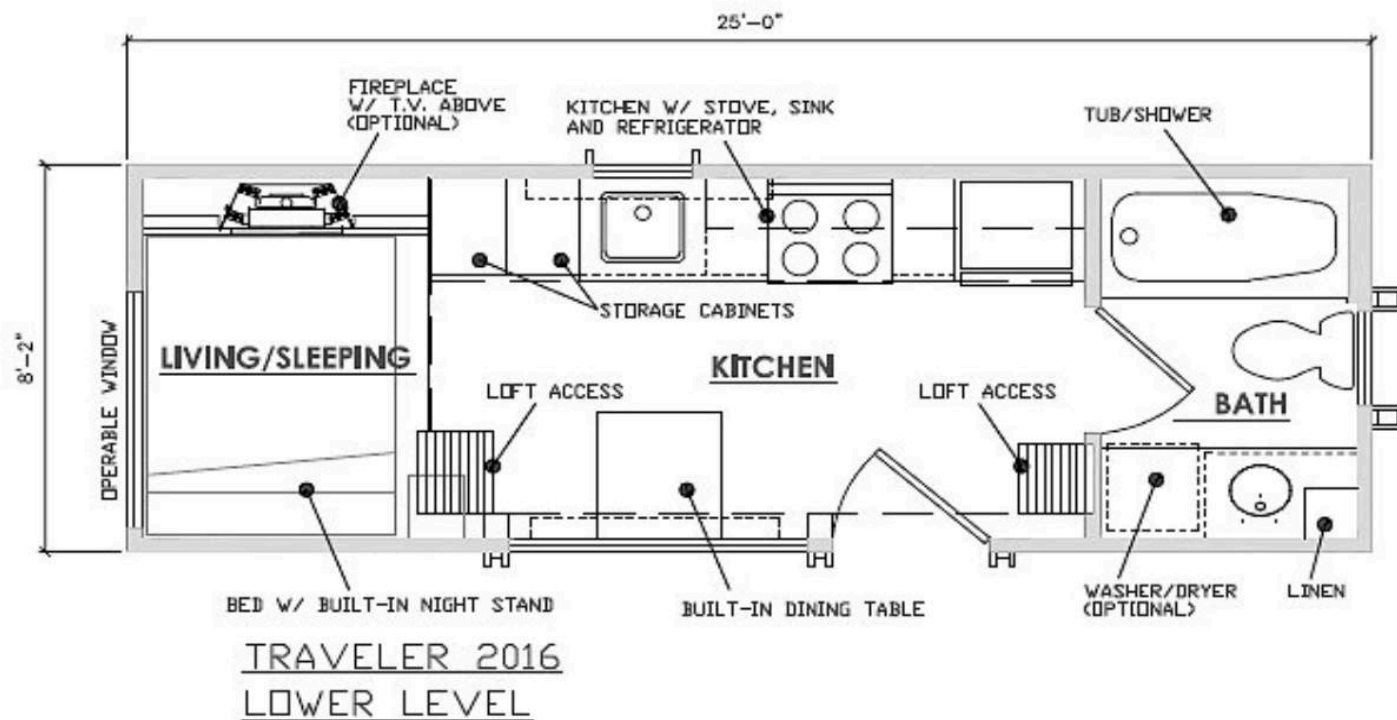 25'-0"
FIREPLACE
W/ T.V. ABOVE
(OPTIONAL)
KITCHEN W/ STOVE, SINK
AND REFRIGERATOR
TUB/SHOWER
8'-2"
OPERABLE WINDOW
STORAGE CABINETS
LIVING/SLEEPING
KITCHEN
LOFT ACCESS
LOFT ACCESS
BATH
BED W/ BUILT-IN NIGHT STAND
BUILT-IN DINING TABLE
WASHER/DRYER
(OPTIONAL)
LINEN
TRAVELER 2016
LOWER LEVEL